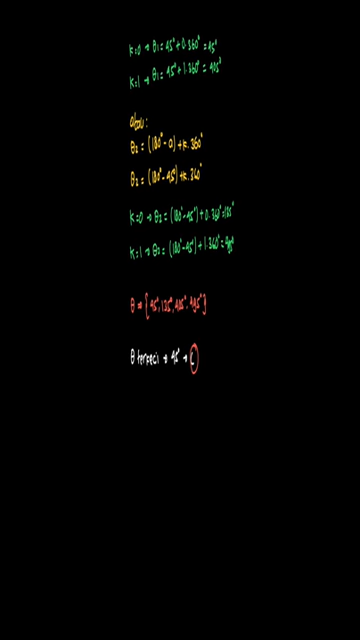 k=0 → θ1 = 45° + 0.360° = 45°
k=1 → θ1 = 45° + 1.360° = 405°
atau :
θ2 = (180° - θ) + k.360°
θ2 = (180° - 45°) + k.360°
k=0 → θ2 = (180° - 45°) + 0.360° = 135°
k=1 → θ2 = (180° - 45°) + 1.360° = 495°
θ → {45°, 135°, 405°, 495°}
θ terkecil → 45° →